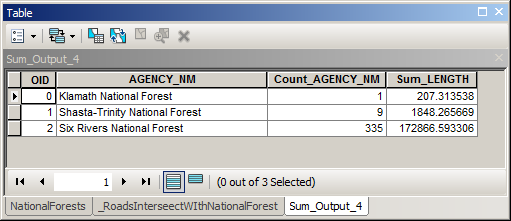 Table
Sum_Output_4
OID AGENCY_NM Count_AGENCY_NM Sum_LENGTH
0 Klamath National Forest 1 207.313538
1 Shasta-Trinity National Forest 9 1848.265669
2 Six Rivers National Forest 335 172866.593306
1 (0 out of 3 Selected)
NationalForests _RoadsInterseectWIthNationalForest Sum_Output_4